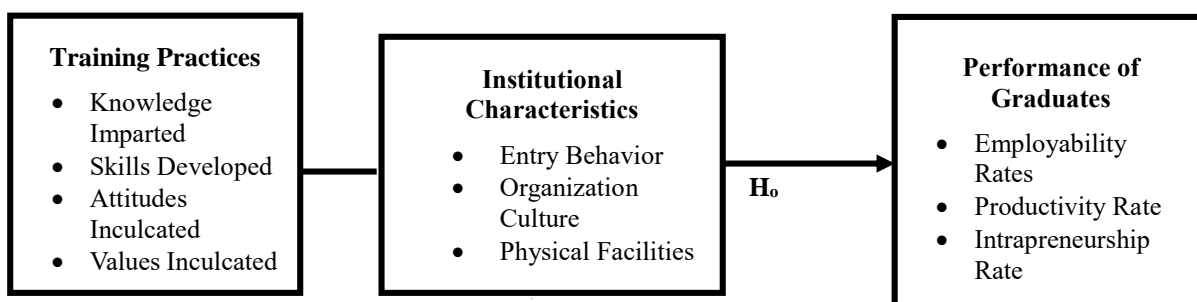 Training Practices
• Knowledge
Imparted
• Skills Developed
• Attitudes
Inculcated
• Values Inculcated
Institutional
Characteristics
• Entry Behavior
• Organization
Culture
• Physical Facilities
Hₒ
Performance of
Graduates
• Employability
Rates
• Productivity Rate
• Intrapreneurship
Rate